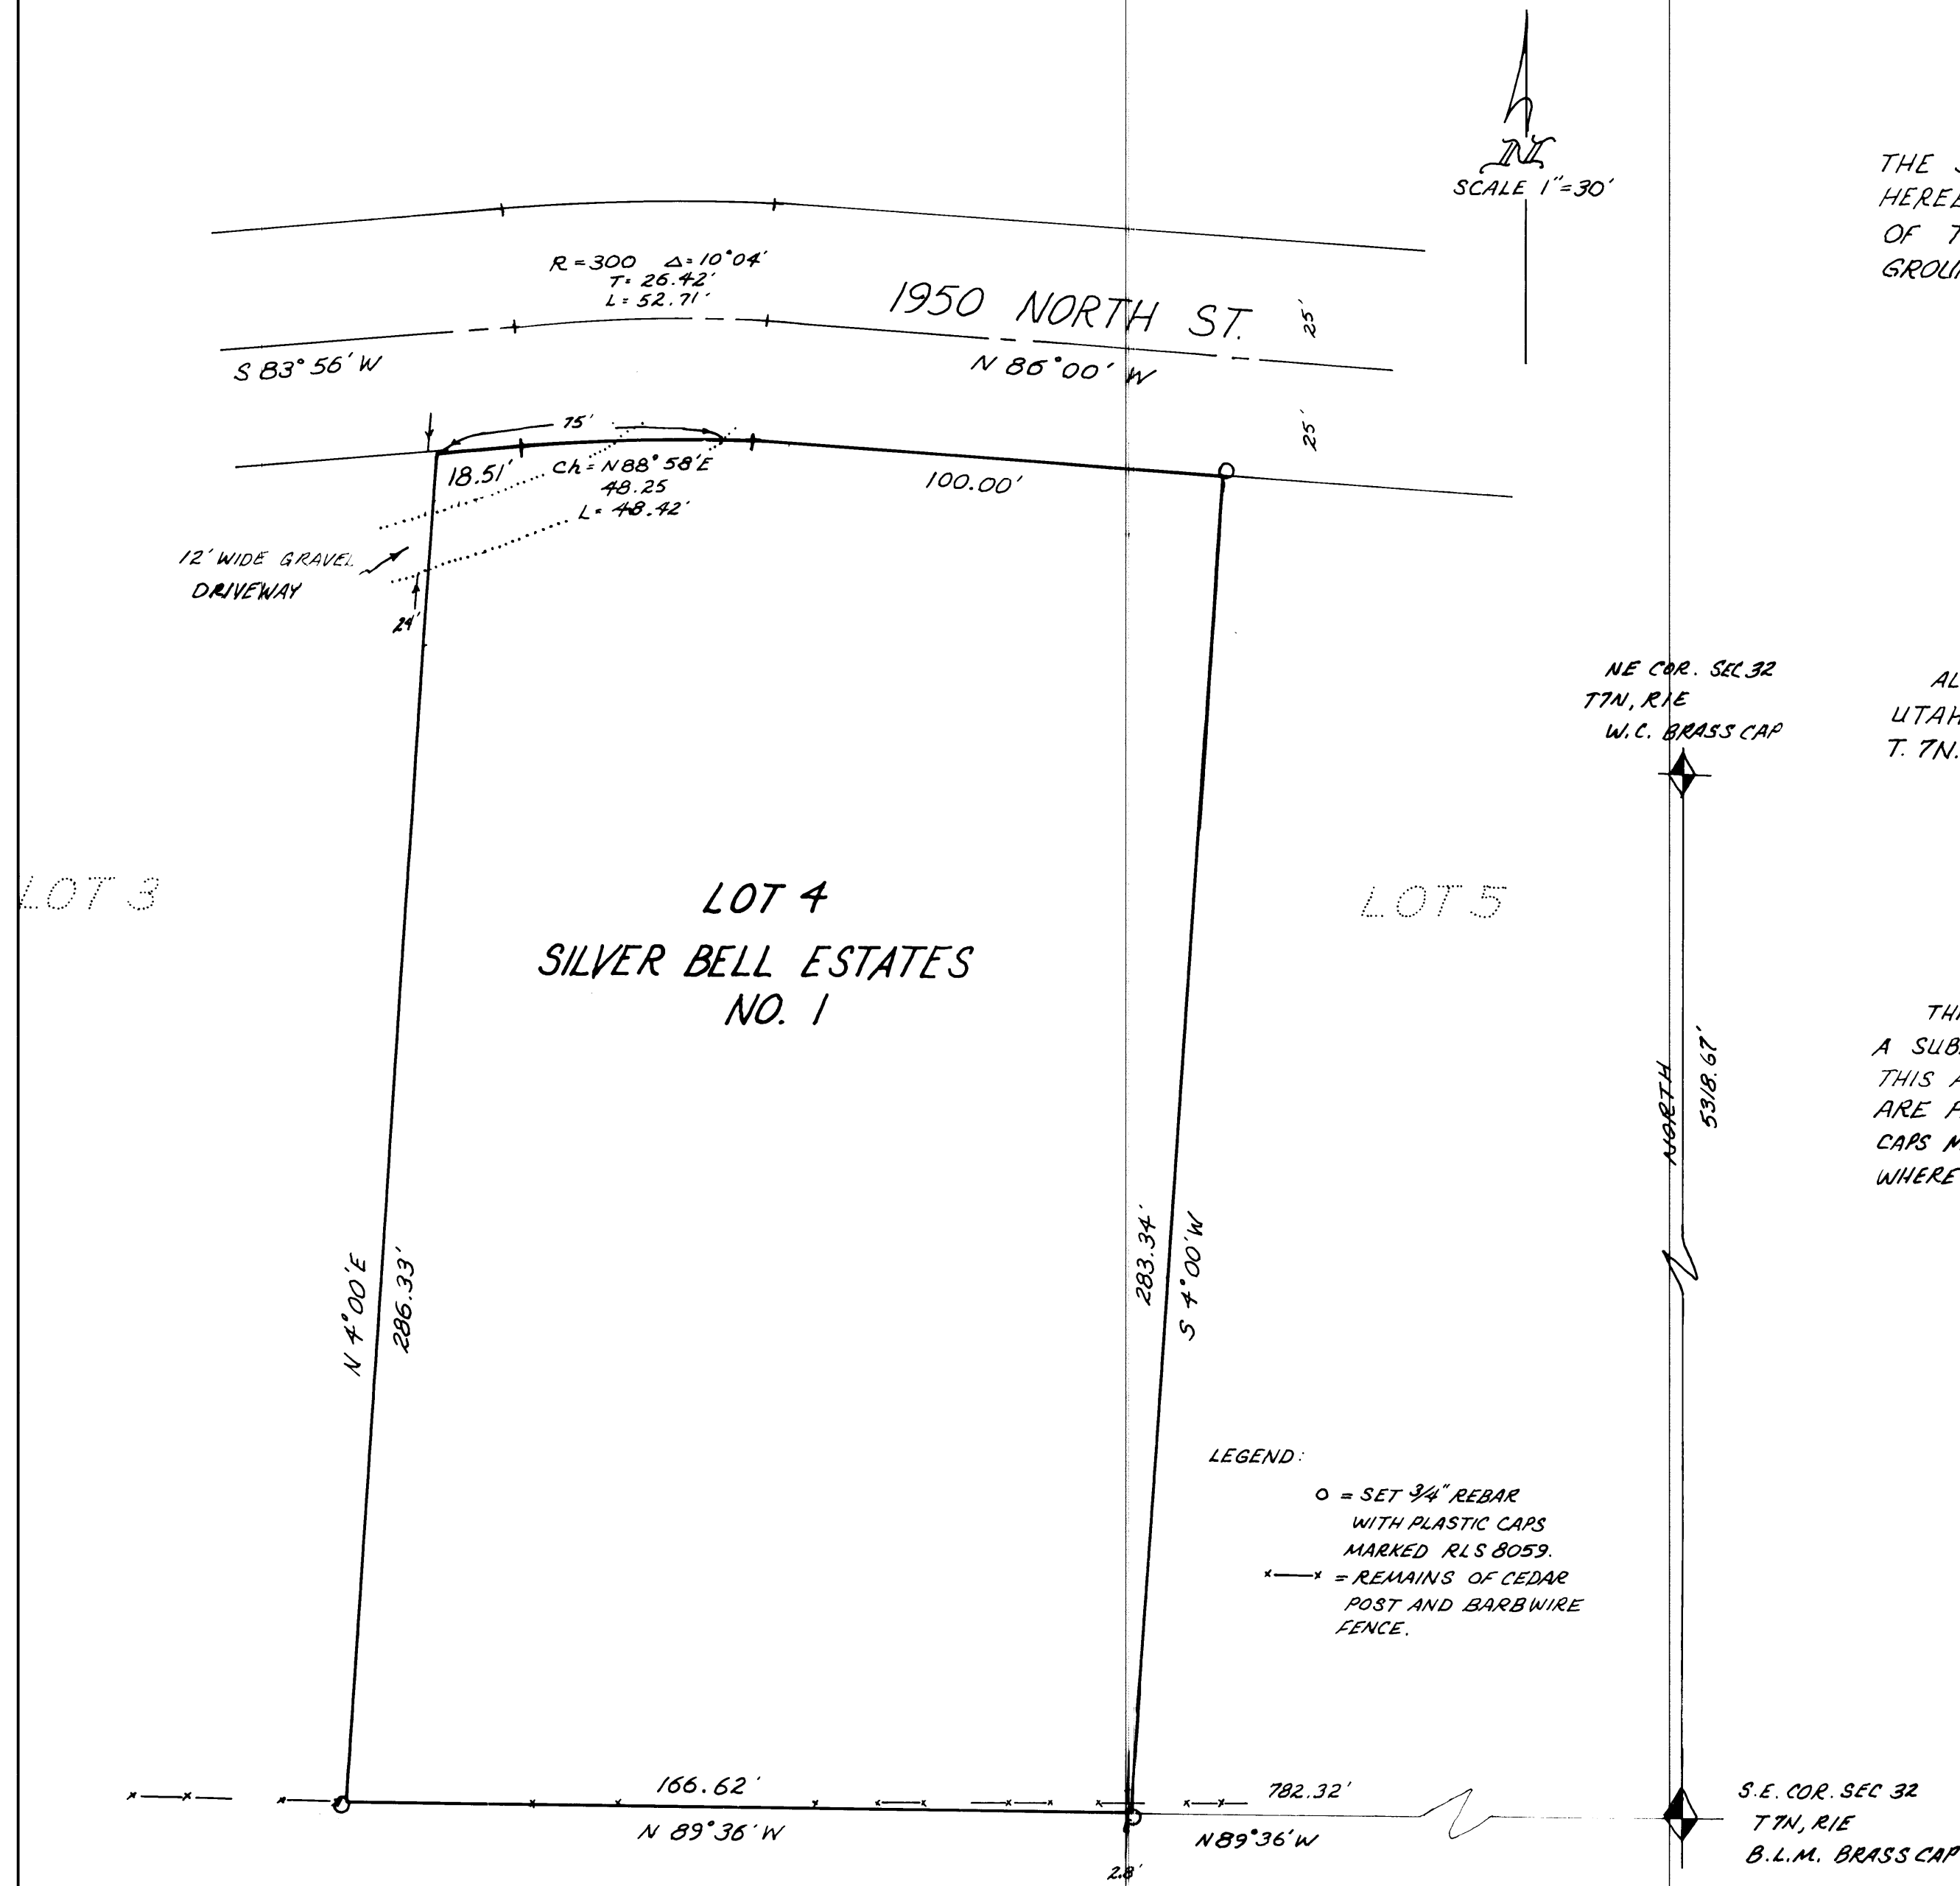 SCALE 1"=30'
R=300 Δ=10°04'
T=26.42'
L=52.71'
1950 NORTH ST.
25'
S 83°56' W
N 86°00' W
25'
75'
18.51'
Ch=N88°58'E
48.25
L=48.42'
100.00'
12' WIDE GRAVEL
DRIVEWAY
24'
LOT 3
LOT 4
SILVER BELL ESTATES
NO. 1
LOT 5
N 4°00'E
286.33'
283.34'
S 4°00'W
NE COR. SEC 32
T7N, R1E
W.C. BRASS CAP
NORTH
5318.67'
LEGEND:
O = SET 3/4" REBAR
WITH PLASTIC CAPS
MARKED RLS 8059.
x——x = REMAINS OF CEDAR
POST AND BARBWIRE
FENCE.
166.62'
N 89°36'W
782.32'
N89°36'W
2.8'
S.E. COR. SEC 32
T7N, R1E
B.L.M. BRASS CAP
THE
HEREB
OF T
GROUN
AL
UTAH
T. 7N.
TH
A SUB
THIS A
ARE
CAPS M
WHERE